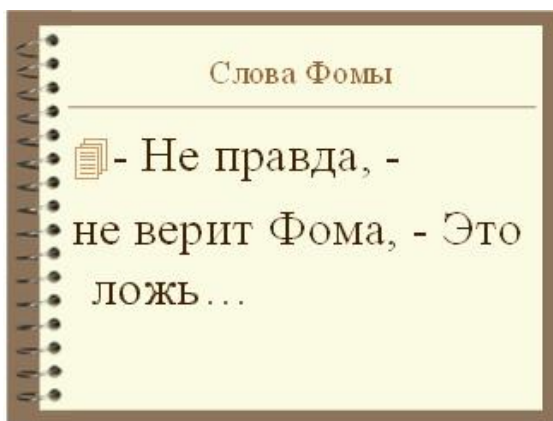 Слова Фомы
- Не правда, -
не верит Фома, - Это
ложь…